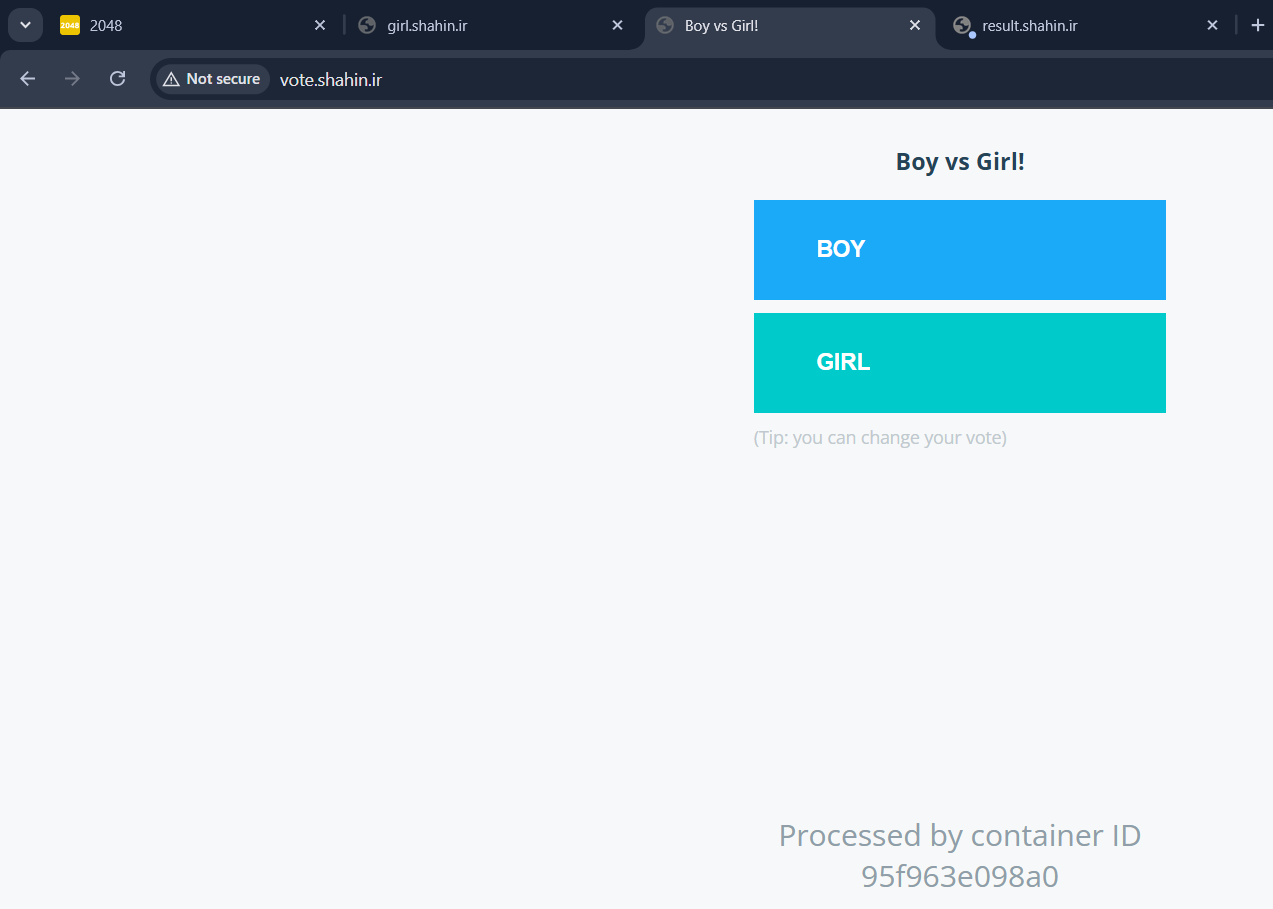 2048 2048
girl.shahin.ir
Boy vs Girl!
result.shahin.ir
Not secure vote.shahin.ir
Boy vs Girl!
BOY
GIRL
(Tip: you can change your vote)
Processed by container ID
95f963e098a0